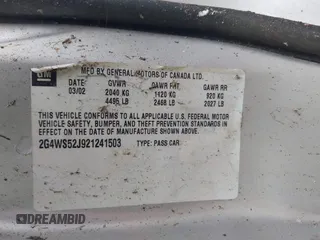 GM
MFD BY GENERAL MOTORS OF CANADA LTD.
DATE GVWR GAWR FRT GAWR RR
03/02 2040 KG 1120 KG 920 KG
4495 LB 2468 LB 2027 LB
THIS VEHICLE CONFORMS TO ALL APPLICABLE U.S. FEDERAL MOTOR
VEHICLE SAFETY, BUMPER, AND THEFT PREVENTION STANDARDS
IN EFFECT ON THE DATE OF MANUFACTURE SHOWN ABOVE.
2G4WS52J921241503 TYPE: PASS CAR
AUTOBIDMASTER